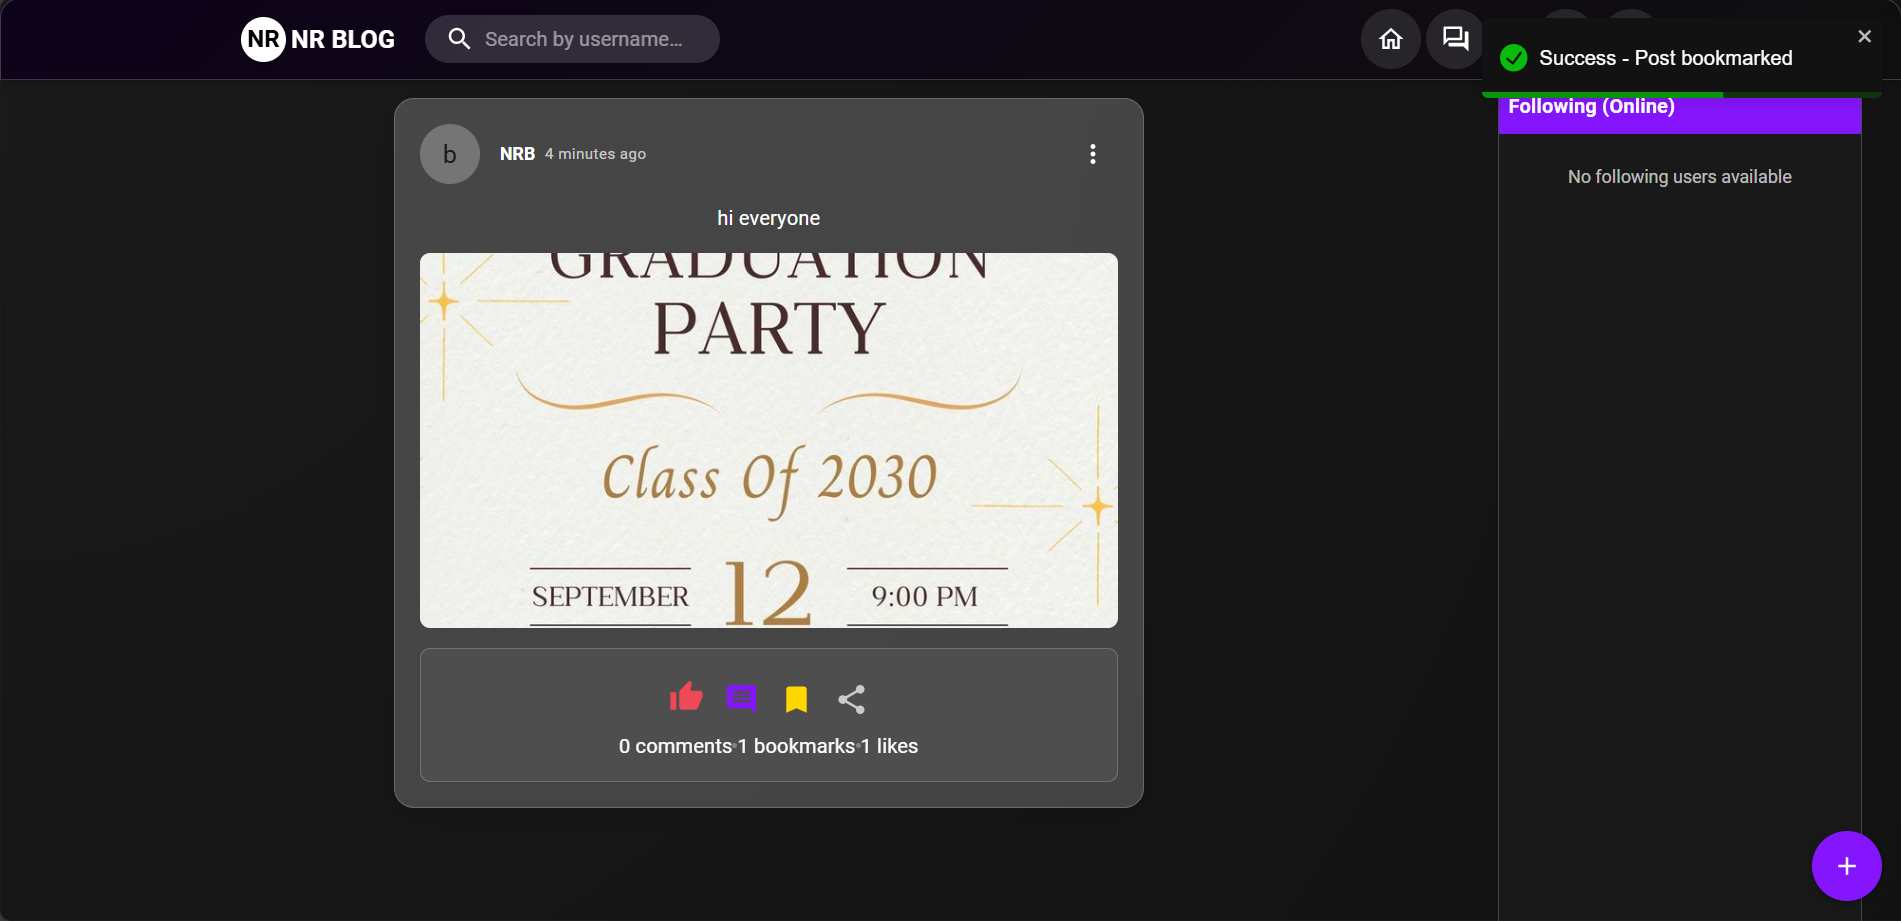 NR NR BLOG
Search by username...
Success - Post bookmarked
Following (Online)
No following users available
b
NRB 4 minutes ago
hi everyone
GRADUATION
PARTY
Class Of 2030
SEPTEMBER 12 9:00 PM
0 comments•1 bookmarks•1 likes